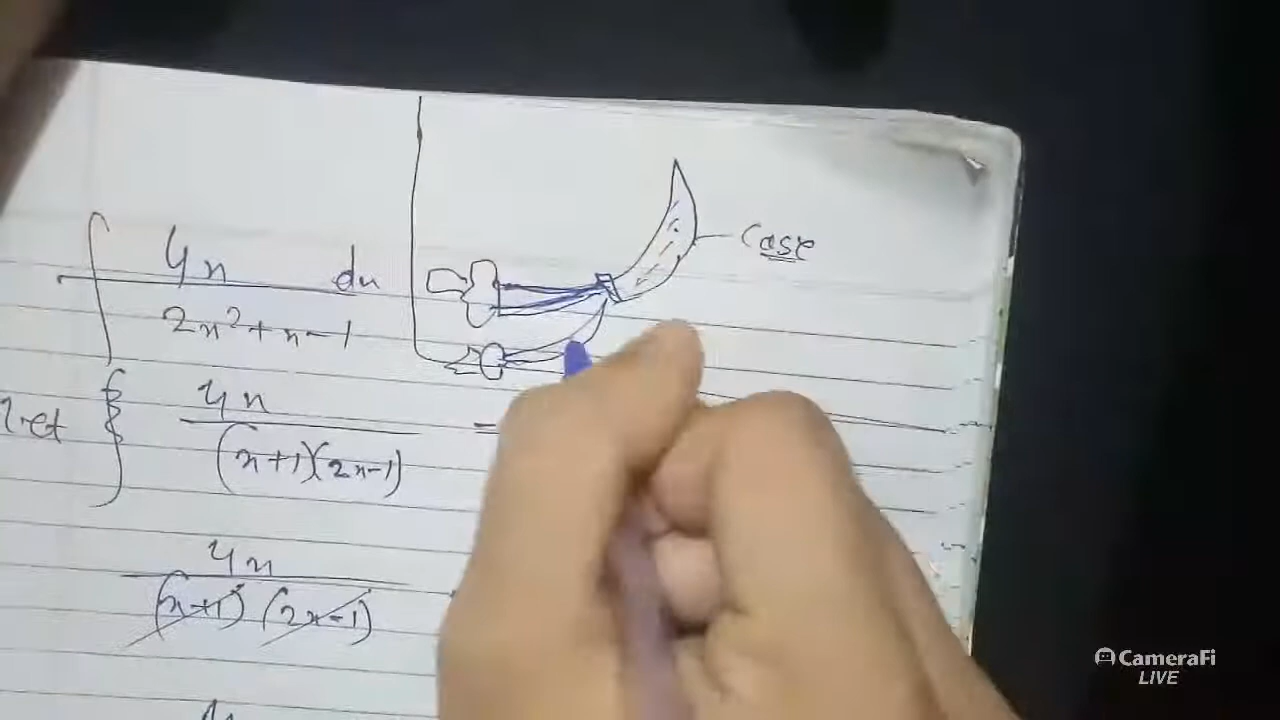 ∫ 4x dx
2x²+x-1
Case
Let { 4x =
(x+1)(2x-1)
4x
(x+1) (2x-1)
CameraFi
LIVE